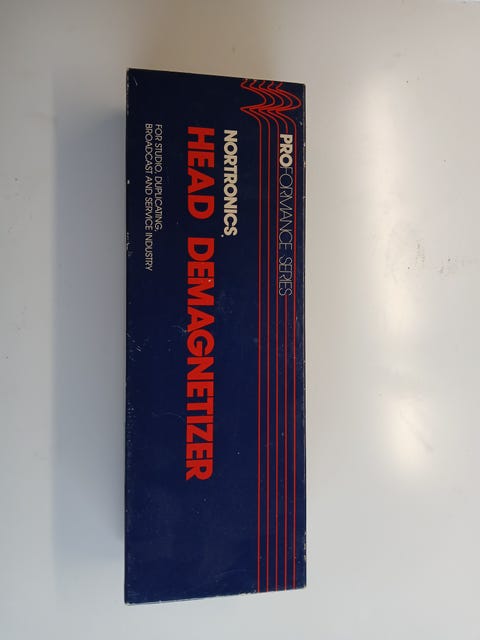 PROFORMANCE SERIES
NORTRONICS.
HEAD DEMAGNETIZER
FOR STUDIO, DUPLICATING,
BROADCAST AND SERVICE INDUSTRY